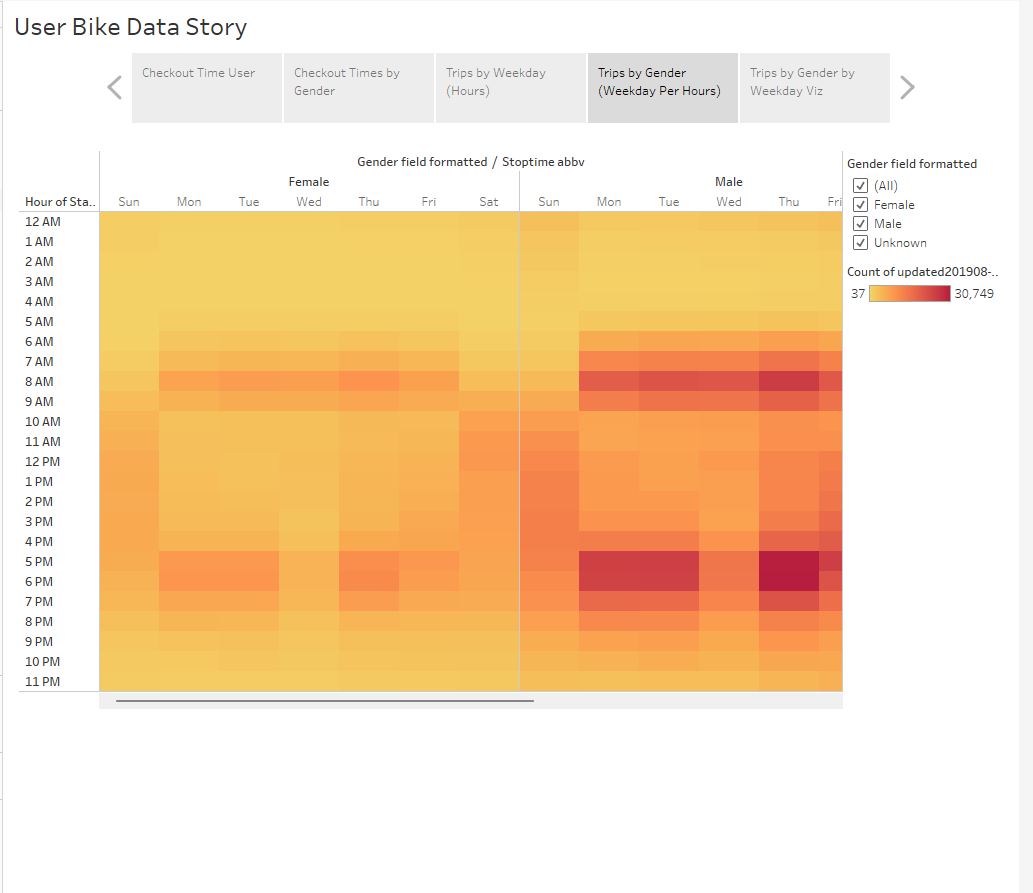 User Bike Data Story
Checkout Time User
Checkout Times by
Gender
Trips by Weekday
(Hours)
Trips by Gender
(Weekday Per Hours)
Trips by Gender by
Weekday Viz
Gender field formatted / Stoptime abbv
Female
Male
Hour of Sta.. Sun Mon Tue Wed Thu Fri Sat Sun Mon Tue Wed Thu Fri
12 AM
1 AM
2 AM
3 AM
4 AM
5 AM
6 AM
7 AM
8 AM
9 AM
10 AM
11 AM
12 PM
1 PM
2 PM
3 PM
4 PM
5 PM
6 PM
7 PM
8 PM
9 PM
10 PM
11 PM
Gender field formatted
(All)
Female
Male
Unknown
Count of updated201908-..
37 30,749